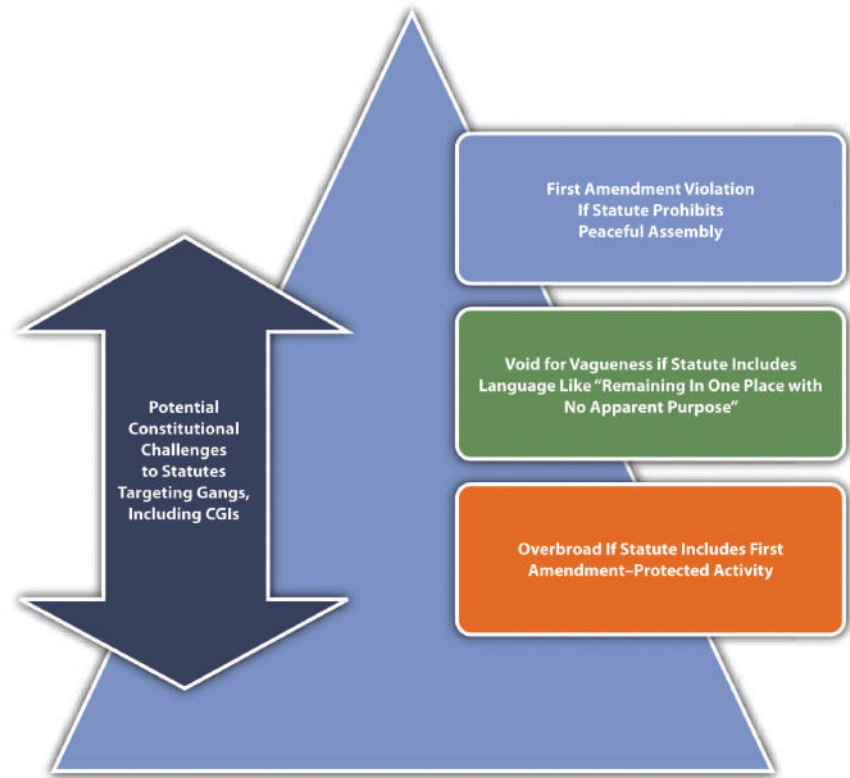 First Amendment Violation
If Statute Prohibits
Peaceful Assembly
Void for Vagueness if Statute Includes
Language Like “Remaining In One Place with
No Apparent Purpose”
Potential
Constitutional
Challenges
to Statutes
Targeting Gangs,
Including CGIs
Overbroad If Statute Includes First
Amendment–Protected Activity